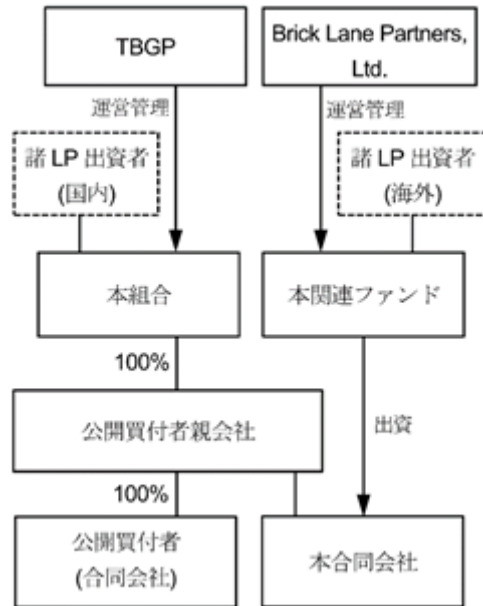 TBGP
Brick Lane Partners,
Ltd.
運営管理
運営管理
諸 LP 出資者
(国内)
諸 LP 出資者
(海外)
本組合
本関連ファンド
100%
公開買付者親会社
出資
100%
公開買付者
(合同会社)
本合同会社